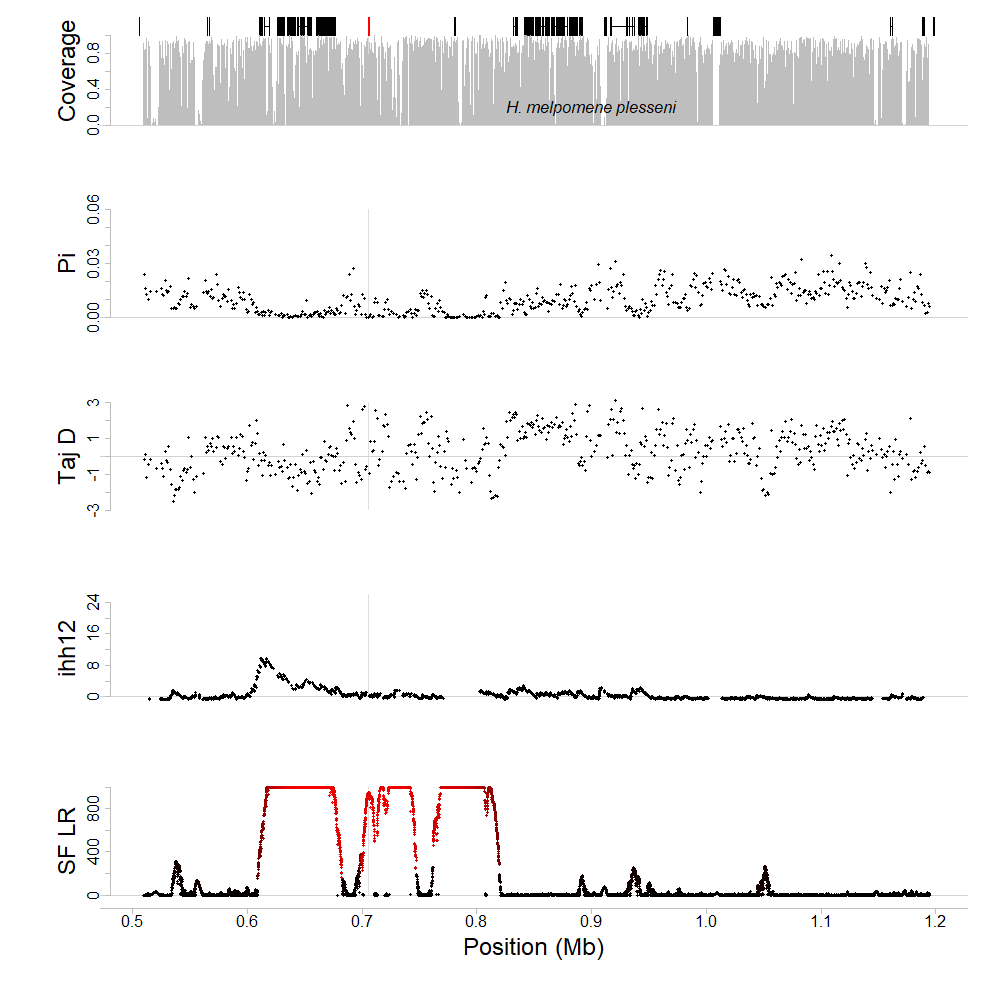 Coverage
0.0 0.4 0.8
H. melpomene plesseni
Pi
0.00 0.03 0.06
Taj D
-3 -1 1 3
ihh12
0 8 16 24
SF LR
0 400 800
0.5 0.6 0.7 0.8 0.9 1.0 1.1 1.2
Position (Mb)